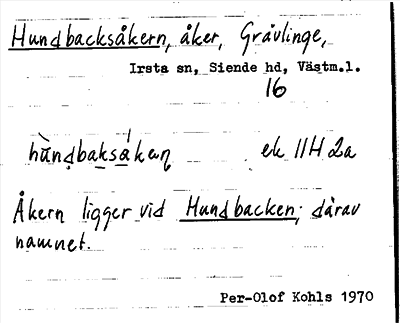 Hundbacksåkern, åker, Grävlinge,
Irsta sn, Siende hd, Västm.l.
16
hùndbaksákaɳ ek 11H 2a
Åkern ligger vid Hundbacken; därav
namnet.
Per-Olof Kohls 1970